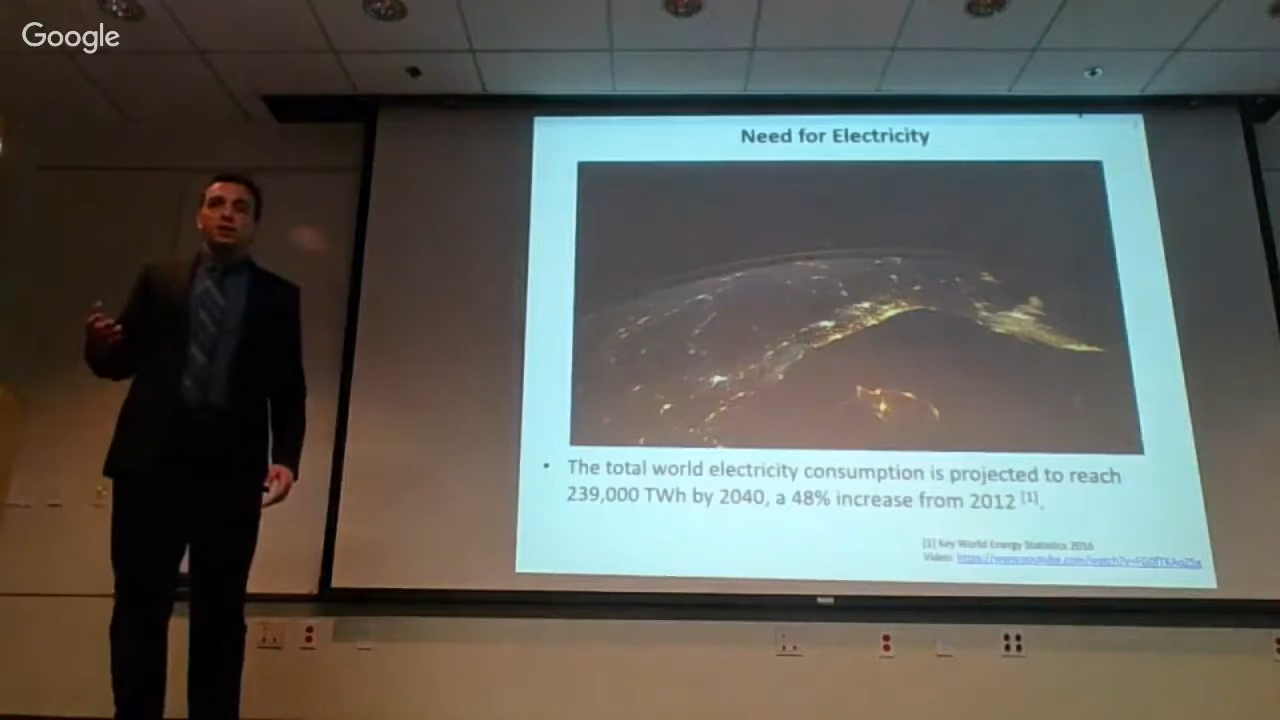 Google
Need for Electricity
• The total world electricity consumption is projected to reach
239,000 TWh by 2040, a 48% increase from 2012 [1].
[1] Key World Energy Statistics 2016
Video: